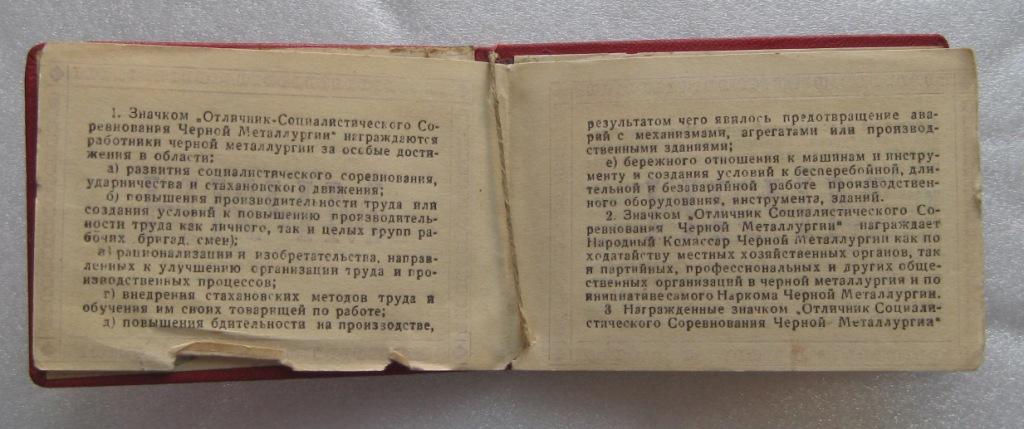 1. Значком „Отличник-Социалистического Со-
ревнования Черной Металлургии" награждаются
работники черной металлургии за особые дости-
жения в области:
а) развития социалистического соревнования,
ударничества и стахановского движения;
б) повышения производительности труда или
создания условий к повышению производитель-
ности труда как личного, так и целых групп ра-
бочих бригад, смен);
в) рационализации и изобретательства, направ-
ленных к улучшению организации труда и про-
изводственных процессов;
г) внедрения стахановских методов труда и
обучения им своих товарищей по работе;
д) повышения бдительности на производстве,
результатом чего явилось предотвращение ава-
рий с механизмами, агрегатами или производ-
ственными зданиями;
е) бережного отношения к машинам и инстру-
менту и создания условий к бесперебойной, дли-
тельной и безаварийной работе производствен-
ного оборудования, инструмента, зданий.
2. Значком „Отличник Социалистического Со-
ревнования Черной Металлургии" награждает
Народный Комиссар Черной Металлургии как по
ходатайству местных хозяйственных органов, так
и партийных, профессиональных и других обще-
ственных организаций в черной металлургии и по
инициативе самого Наркома Черной Металлургии.
3 Награжденные значком „Отличник Социали-
стического Соревнования Черной Металлургии"